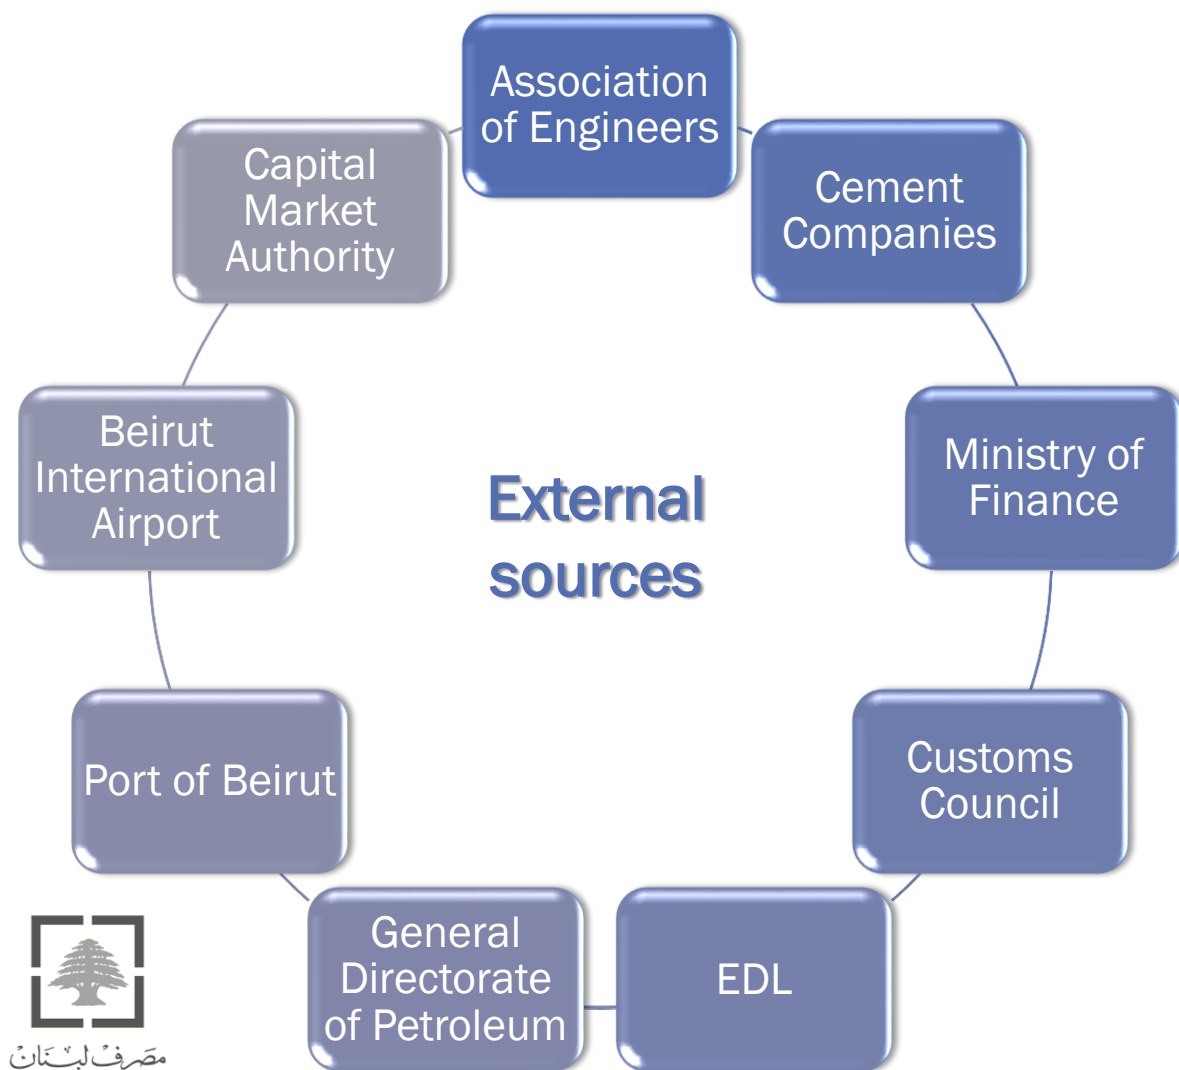 Association
of Engineers
Cement
Companies
Ministry of
Finance
Customs
Council
EDL
General
Directorate
of Petroleum
Port of Beirut
Beirut
International
Airport
Capital
Market
Authority
External
sources
مصرف لبنان